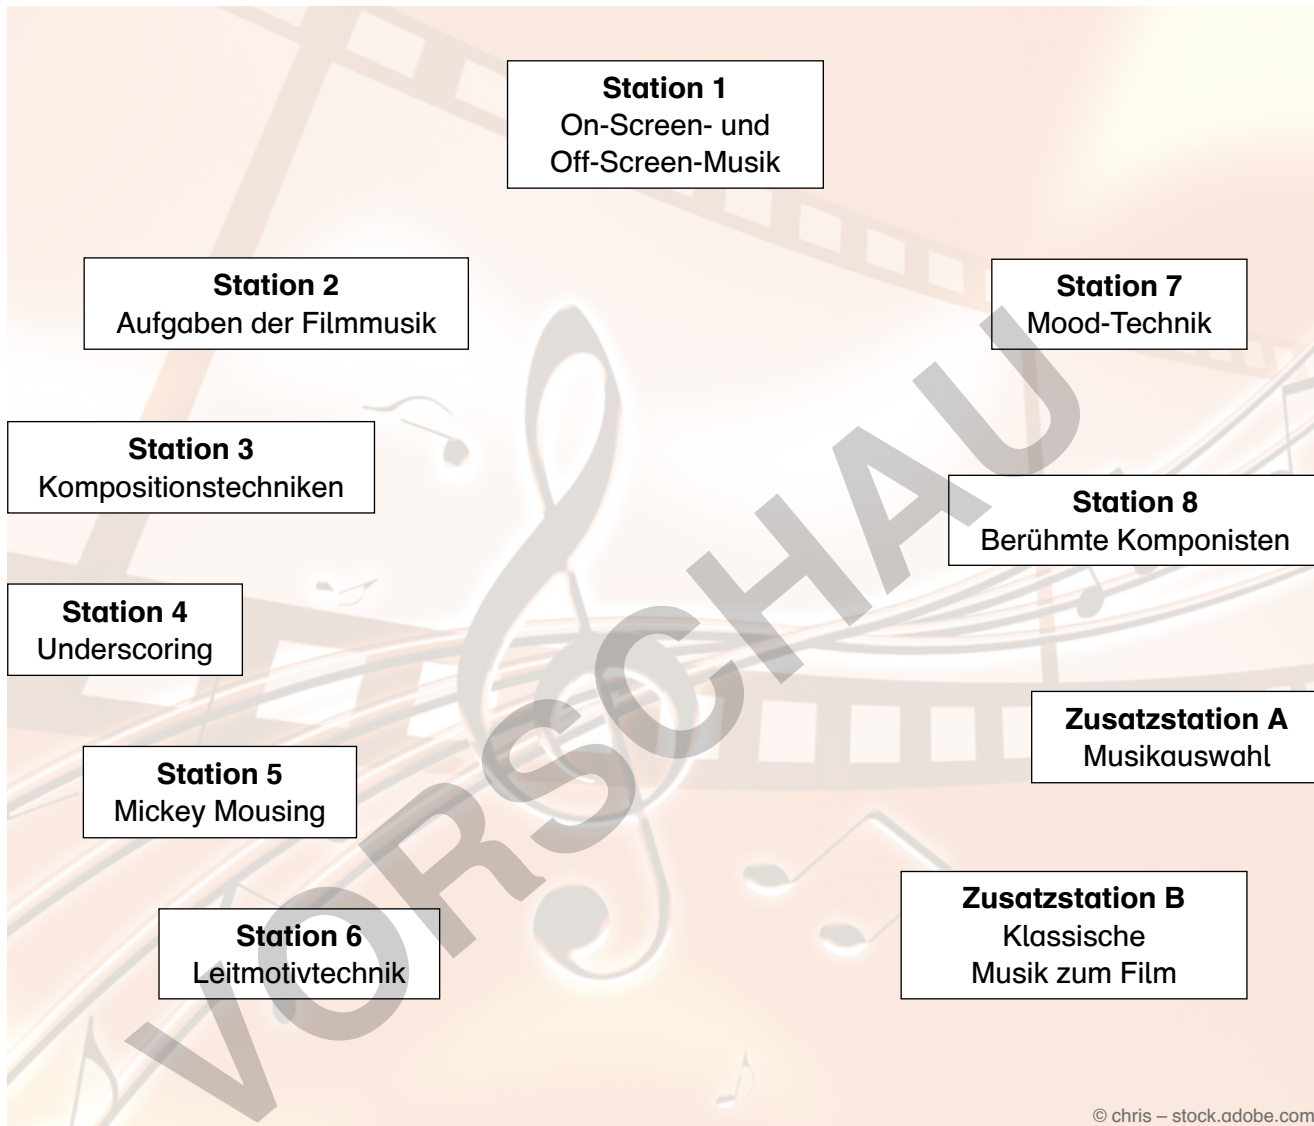 Station 1
On-Screen- und
Off-Screen-Musik
Station 2
Aufgaben der Filmmusik
Station 3
Kompositionstechniken
Station 4
Underscoring
Station 5
Mickey Mousing
Station 6
Leitmotivtechnik
Station 7
Mood-Technik
Station 8
Berühmte Komponisten
Zusatzstation A
Musikauswahl
Zusatzstation B
Klassische
Musik zum Film
VORSCHAU
© chris – stock.adobe.com